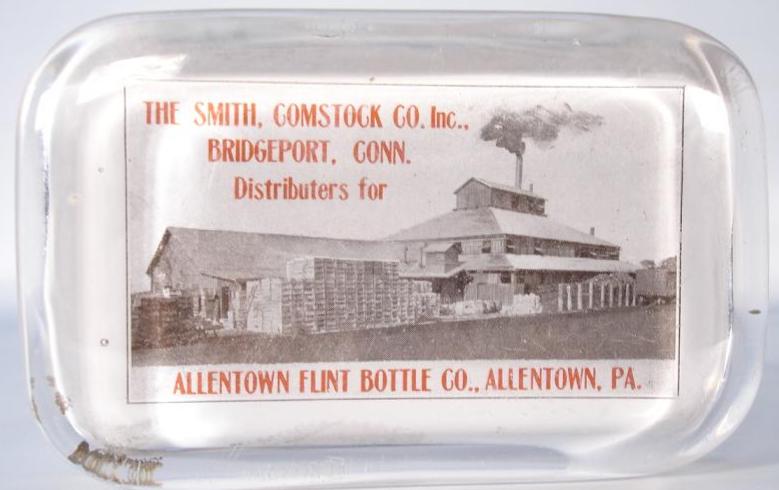 THE SMITH, COMSTOCK CO. Inc.,
BRIDGEPORT, CONN.
Distributers for
ALLENTOWN FLINT BOTTLE CO., ALLENTOWN, PA.